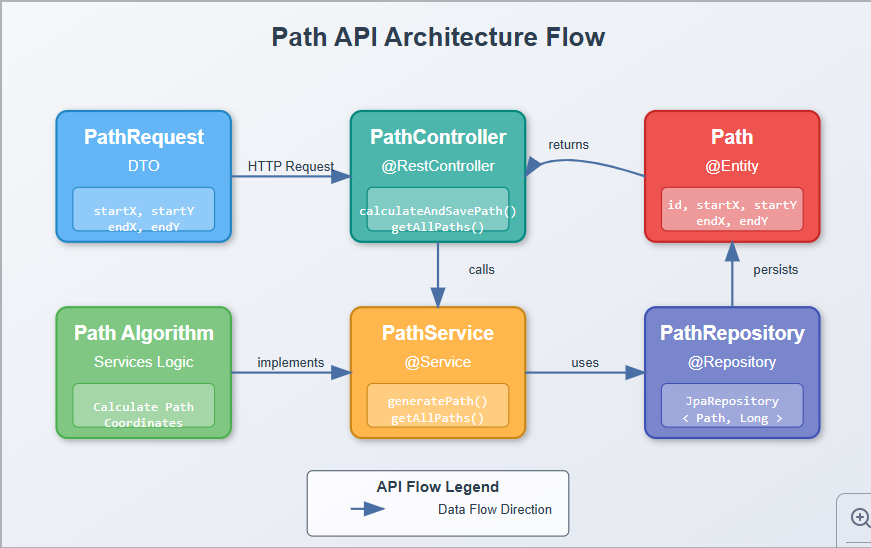 Path API Architecture Flow
PathRequest
DTO
startX, startY
endX, endY
HTTP Request
PathController
@RestController
calculateAndSavePath()
getAllPaths()
returns
Path
@Entity
id, startX, startY
endX, endY
calls
persists
Path Algorithm
Services Logic
Calculate Path
Coordinates
implements
PathService
@Service
generatePath()
getAllPaths()
uses
PathRepository
@Repository
JpaRepository
< Path, Long >
API Flow Legend
Data Flow Direction